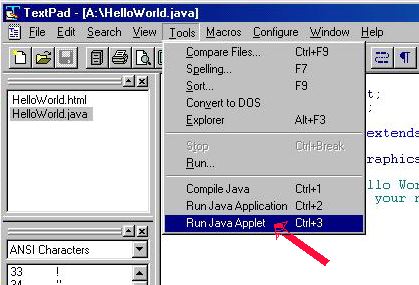 TextPad - [A:\HelloWorld.java]
File Edit Search View Tools Macros Configure Window Help
Compare Files... Ctrl+F9
Spelling... F7
Sort... F9
Convert to DOS
Explorer Alt+F3
Stop Ctrl+Break
Run...
Compile Java Ctrl+1
Run Java Application Ctrl+2
Run Java Applet Ctrl+3
HelloWorld.html
HelloWorld.java
t;
;
extends
raphics
llo Wor
your r
ANSI Characters
33 !
34 "